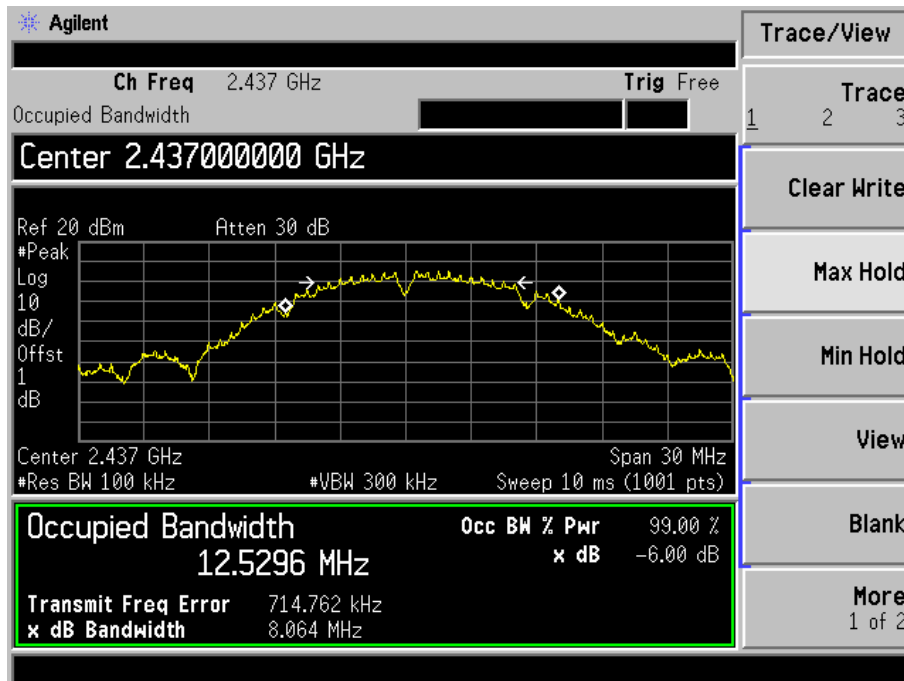 Agilent
Trace/View
Ch Freq 2.437 GHz Trig Free
Occupied Bandwidth
Center 2.437000000 GHz
Ref 20 dBm Atten 30 dB
#Peak
Log
10
dB/
Offst
1
dB
Center 2.437 GHz Span 30 MHz
#Res BW 100 kHz #VBW 300 kHz Sweep 10 ms (1001 pts)
Occupied Bandwidth
12.5296 MHz
Occ BW % Pwr 99.00 %
x dB -6.00 dB
Transmit Freq Error 714.762 kHz
x dB Bandwidth 8.064 MHz
Trace
1 2 3
Clear Write
Max Hold
Min Hold
View
Blank
More
1 of 2